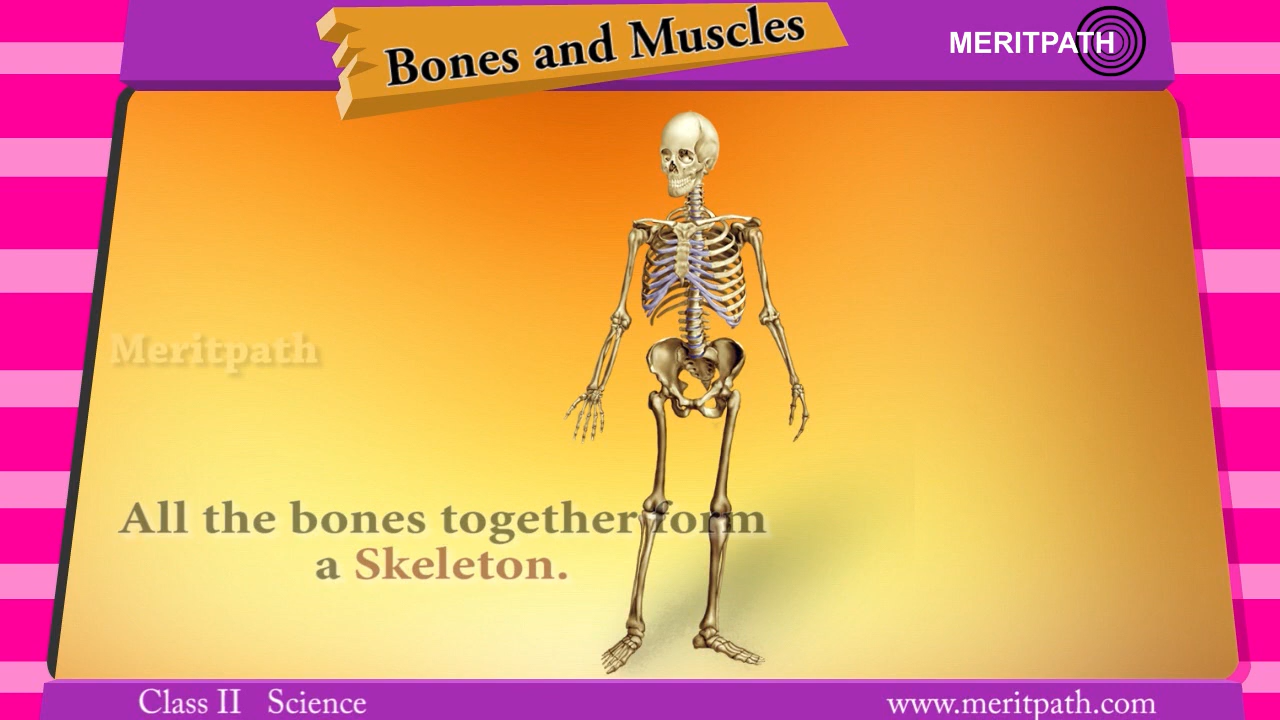 Bones and Muscles
MERITPATH
Meritpath
All the bones together form
a Skeleton.
Class II Science
www.meritpath.com